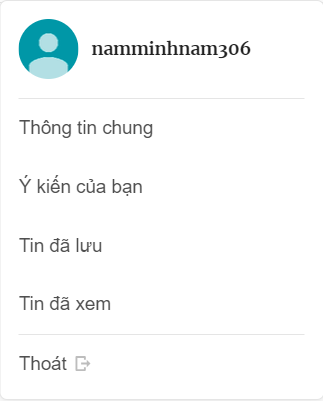 namminhnam306
Thông tin chung
Ý kiến của bạn
Tin đã lưu
Tin đã xem
Thoát